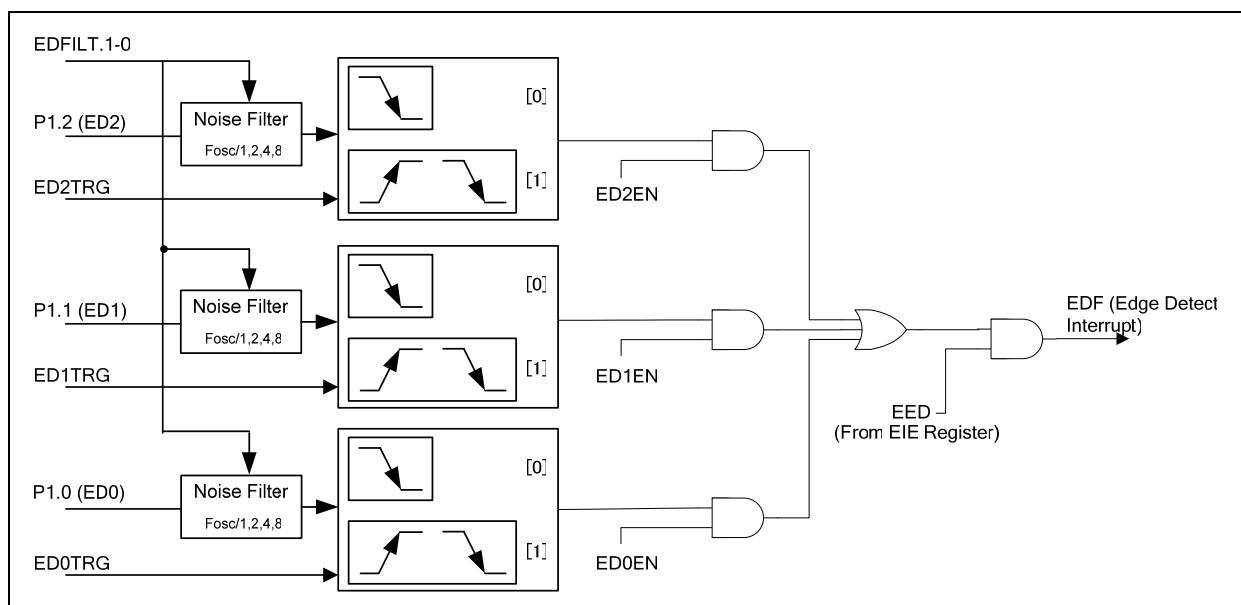 EDFILT.1-0
P1.2 (ED2)
Noise Filter
Fosc/1,2,4,8
ED2TRG
[0]
[1]
ED2EN
P1.1 (ED1)
Noise Filter
Fosc/1,2,4,8
ED1TRG
[0]
[1]
ED1EN
P1.0 (ED0)
Noise Filter
Fosc/1,2,4,8
ED0TRG
[0]
[1]
ED0EN
EED
(From EIE Register)
EDF (Edge Detect
Interrupt)